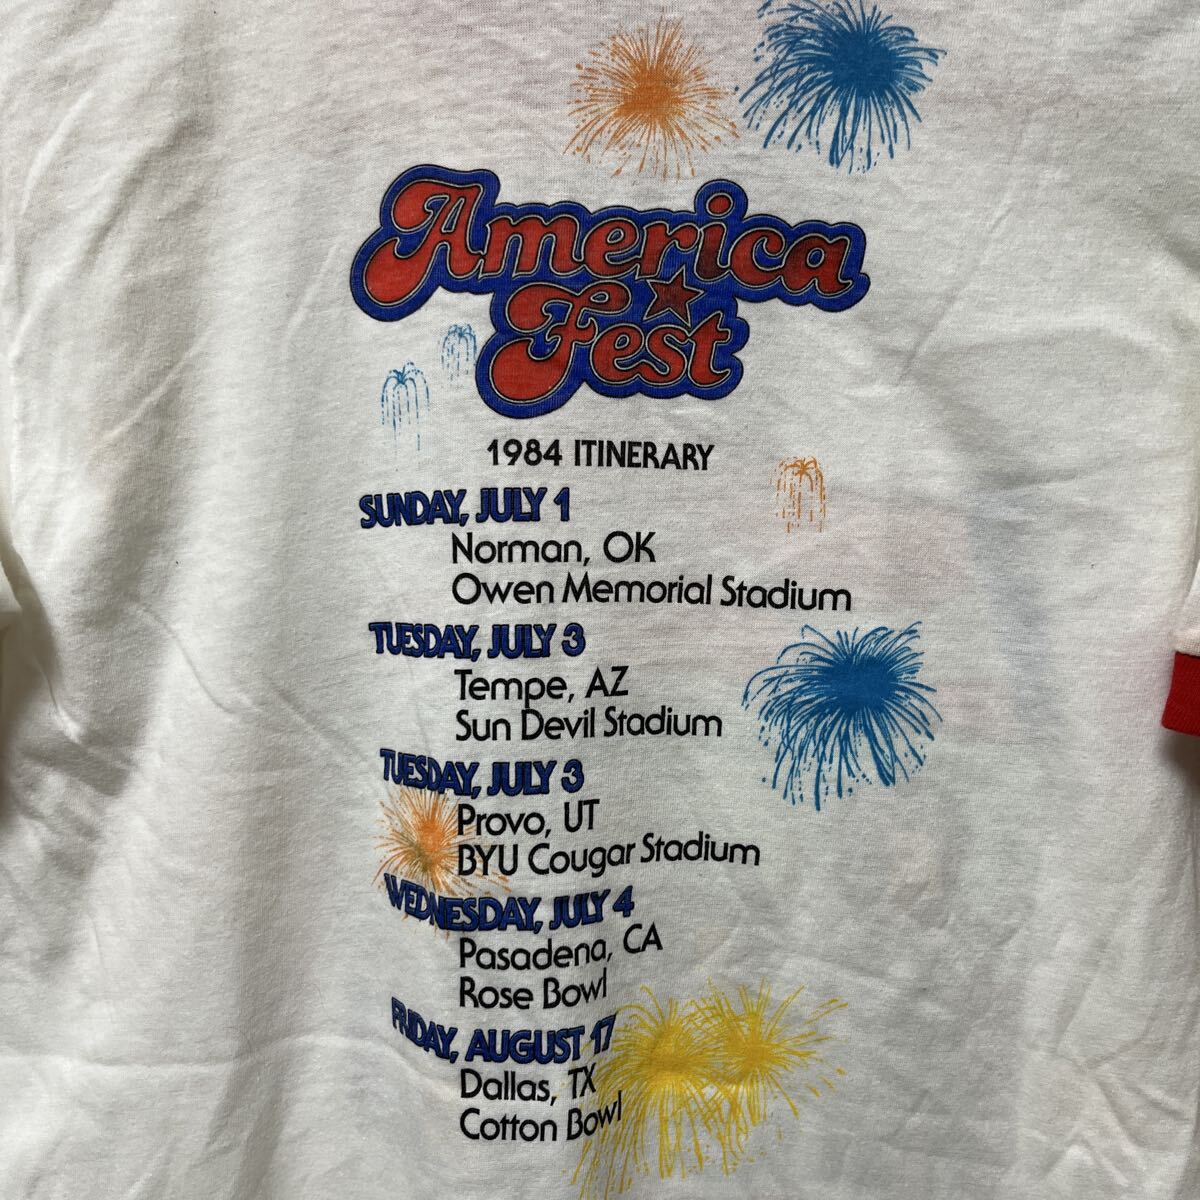 America
Fest
1984 ITINERARY
SUNDAY, JULY 1
Norman, OK
Owen Memorial Stadium
TUESDAY, JULY 3
Tempe, AZ
Sun Devil Stadium
TUESDAY, JULY 3
Provo, UT
BYU Cougar Stadium
WEDNESDAY, JULY 4
Pasadena, CA
Rose Bowl
FRIDAY, AUGUST 17
Dallas, TX
Cotton Bowl